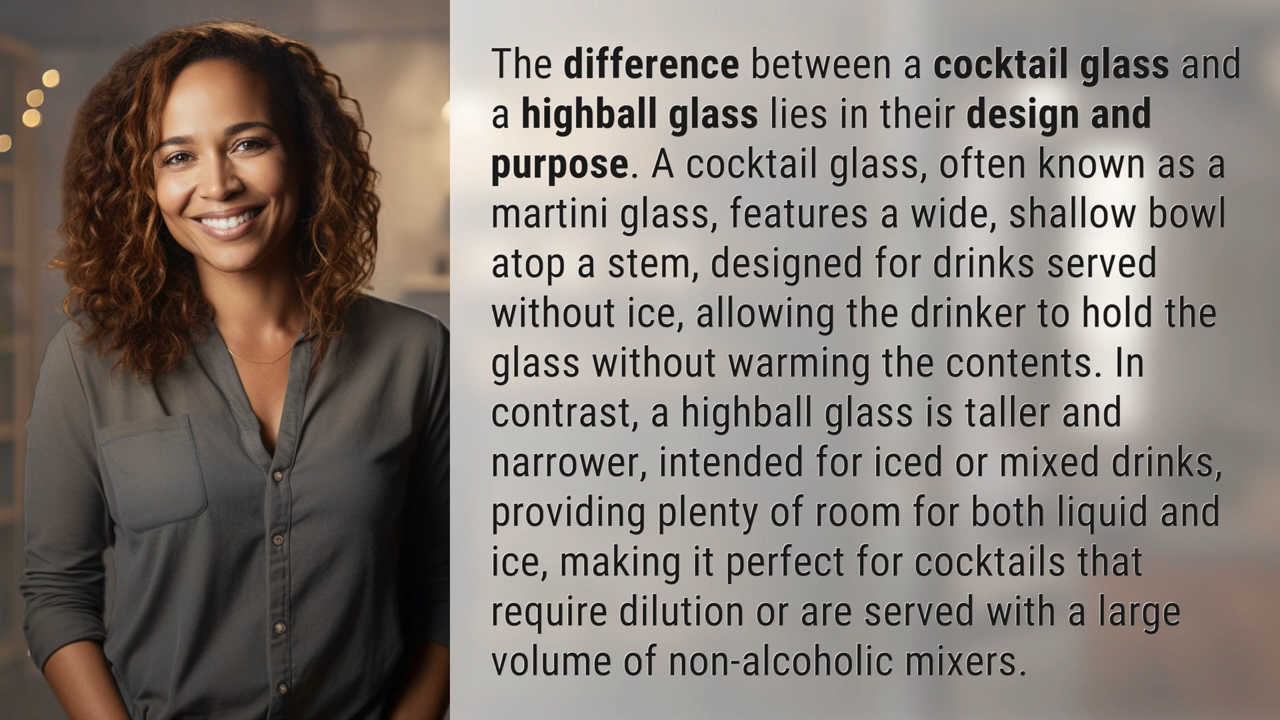 The difference between a cocktail glass and
a highball glass lies in their design and
purpose. A cocktail glass, often known as a
martini glass, features a wide, shallow bowl
atop a stem, designed for drinks served
without ice, allowing the drinker to hold the
glass without warming the contents. In
contrast, a highball glass is taller and
narrower, intended for iced or mixed drinks,
providing plenty of room for both liquid and
ice, making it perfect for cocktails that
require dilution or are served with a large
volume of non-alcoholic mixers.